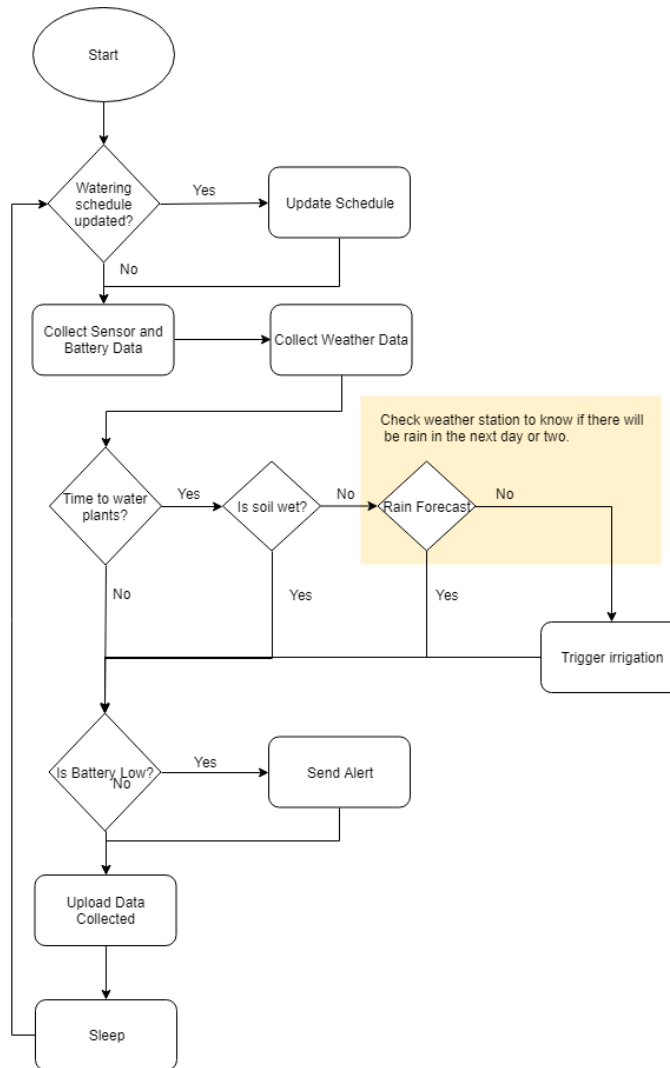 Start
Watering
schedule
updated?
Yes
Update Schedule
No
Collect Sensor and
Battery Data
Collect Weather Data
Check weather station to know if there will
be rain in the next day or two.
Time to water
plants?
Yes
Is soil wet?
No
Rain Forecast
No
No
Yes
Yes
Trigger irrigation
Is Battery Low?
No
Yes
Send Alert
Upload Data
Collected
Sleep